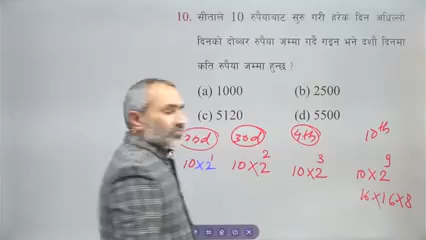 10. सीताले 10 रुपैयाबाट सुरु गरी हरेक दिन अघिल्लो
दिनको दोब्बर रुपैया जम्मा गर्दै गइन भने दशौ दिनमा
कति रुपैया जम्मा हुन्छ ?
(a) 1000 (b) 2500
(c) 5120 (d) 5500
2nd 3rd 4th 10th
10×2¹ 10×2² 10×2³ 10×2⁹
16×16×8